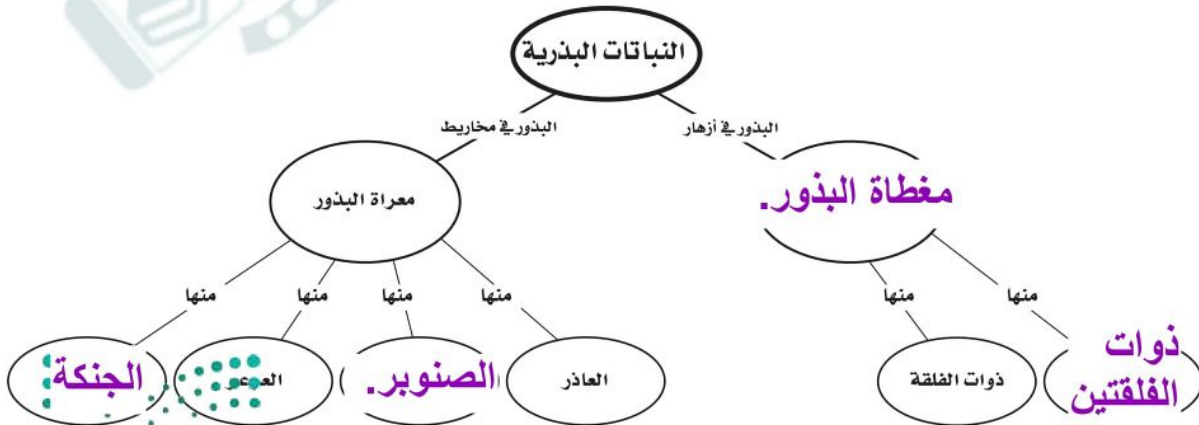 النباتات البذرية
البذور في أزهار
البذور في مخاريط
مغطاة البذور.
معراة البذور
منها
منها
منها
منها
منها
منها
ذوات
الفلقتين
ذوات الفلقة
العاذر
الصنوبر.
الجنكة